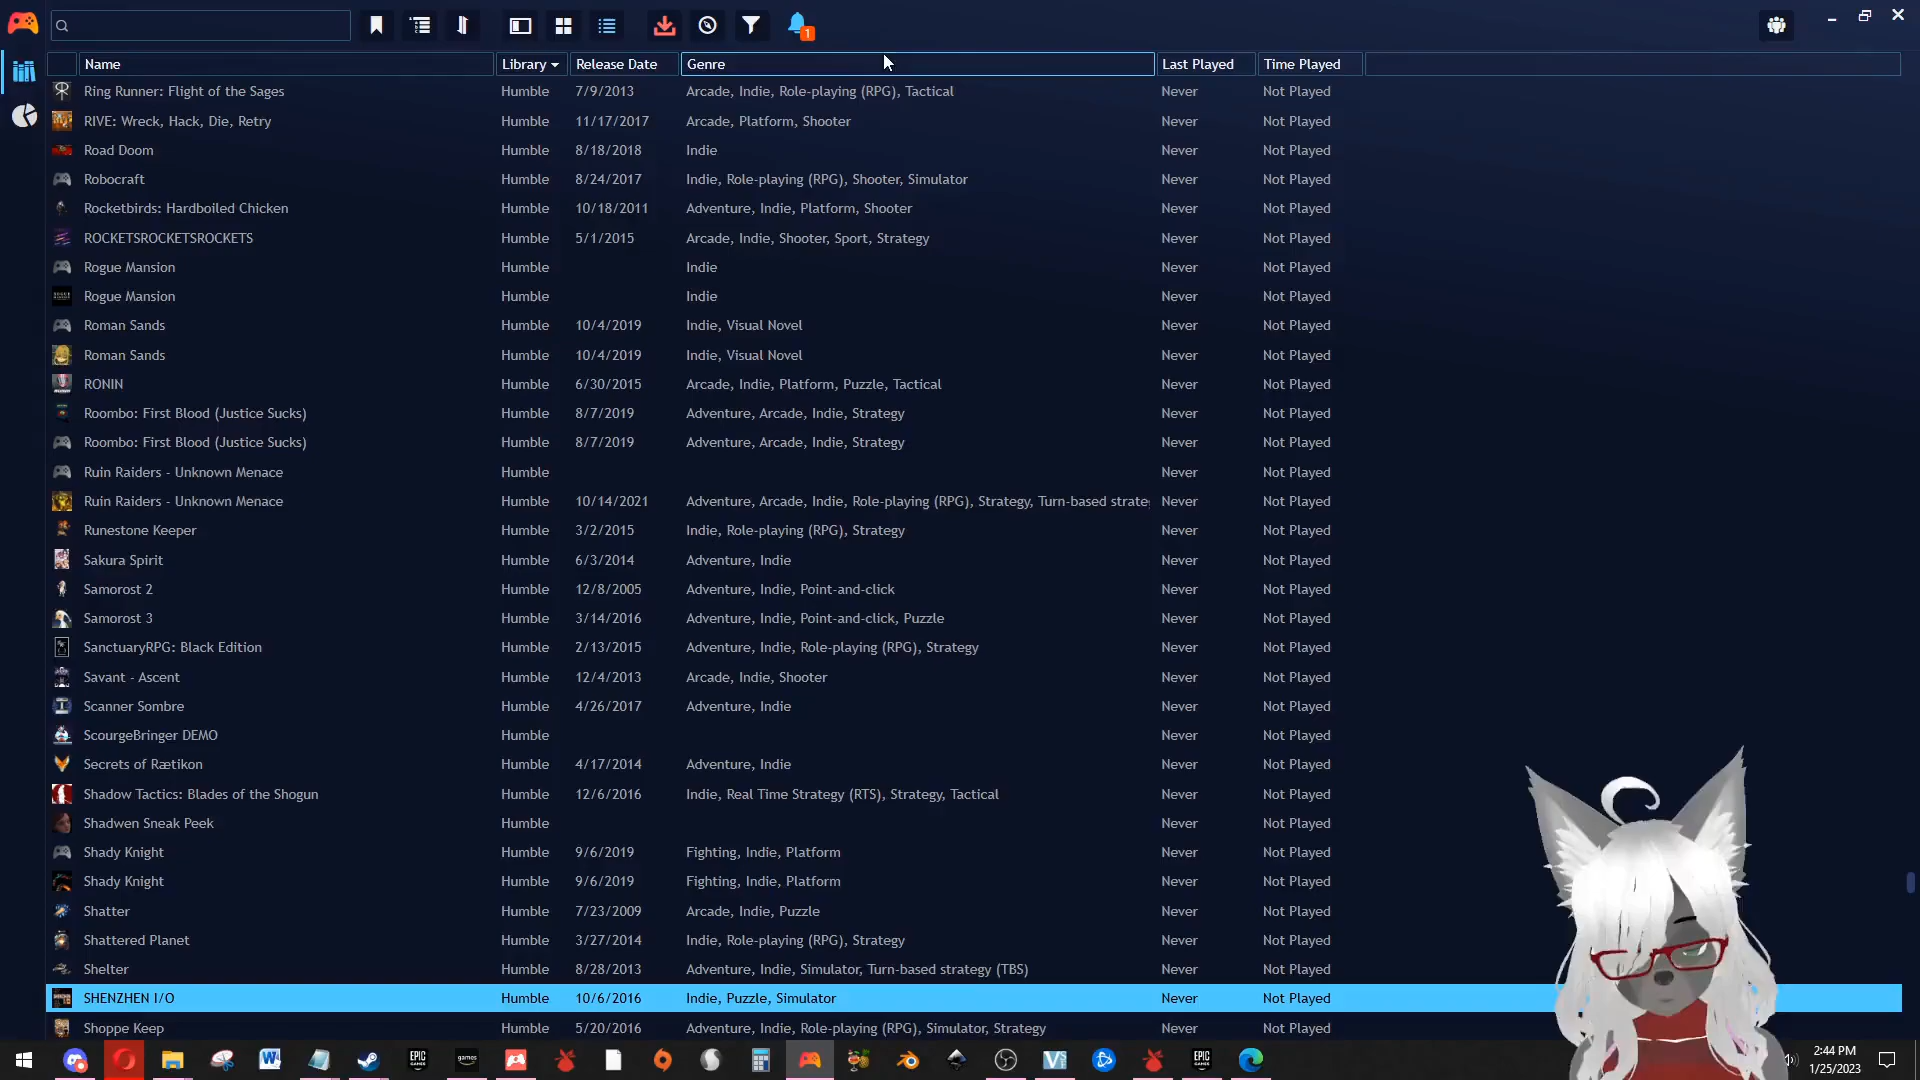 1
Name Library Release Date Genre Last Played Time Played
Ring Runner: Flight of the Sages Humble 7/9/2013 Arcade, Indie, Role-playing (RPG), Tactical Never Not Played
RIVE: Wreck, Hack, Die, Retry Humble 11/17/2017 Arcade, Platform, Shooter Never Not Played
Road Doom Humble 8/18/2018 Indie Never Not Played
Robocraft Humble 8/24/2017 Indie, Role-playing (RPG), Shooter, Simulator Never Not Played
Rocketbirds: Hardboiled Chicken Humble 10/18/2011 Adventure, Indie, Platform, Shooter Never Not Played
ROCKETSROCKETSROCKETS Humble 5/1/2015 Arcade, Indie, Shooter, Sport, Strategy Never Not Played
Rogue Mansion Humble Indie Never Not Played
Rogue Mansion Humble Indie Never Not Played
Roman Sands Humble 10/4/2019 Indie, Visual Novel Never Not Played
Roman Sands Humble 10/4/2019 Indie, Visual Novel Never Not Played
RONIN Humble 6/30/2015 Arcade, Indie, Platform, Puzzle, Tactical Never Not Played
Roombo: First Blood (Justice Sucks) Humble 8/7/2019 Adventure, Arcade, Indie, Strategy Never Not Played
Roombo: First Blood (Justice Sucks) Humble 8/7/2019 Adventure, Arcade, Indie, Strategy Never Not Played
Ruin Raiders - Unknown Menace Humble Never Not Played
Ruin Raiders - Unknown Menace Humble 10/14/2021 Adventure, Arcade, Indie, Role-playing (RPG), Strategy, Turn-based strate Never Not Played
Runestone Keeper Humble 3/2/2015 Indie, Role-playing (RPG), Strategy Never Not Played
Sakura Spirit Humble 6/3/2014 Adventure, Indie Never Not Played
Samorost 2 Humble 12/8/2005 Adventure, Indie, Point-and-click Never Not Played
Samorost 3 Humble 3/14/2016 Adventure, Indie, Point-and-click, Puzzle Never Not Played
SanctuaryRPG: Black Edition Humble 2/13/2015 Adventure, Indie, Role-playing (RPG), Strategy Never Not Played
Savant - Ascent Humble 12/4/2013 Arcade, Indie, Shooter Never Not Played
Scanner Sombre Humble 4/26/2017 Adventure, Indie Never Not Played
ScourgeBringer DEMO Humble Never Not Played
Secrets of Rætikon Humble 4/17/2014 Adventure, Indie Never Not Played
Shadow Tactics: Blades of the Shogun Humble 12/6/2016 Indie, Real Time Strategy (RTS), Strategy, Tactical Never Not Played
Shadwen Sneak Peek Humble Never Not Played
Shady Knight Humble 9/6/2019 Fighting, Indie, Platform Never Not Played
Shady Knight Humble 9/6/2019 Fighting, Indie, Platform Never Not Played
Shatter Humble 7/23/2009 Arcade, Indie, Puzzle Never Not Played
Shattered Planet Humble 3/27/2014 Indie, Role-playing (RPG), Strategy Never Not Played
Shelter Humble 8/28/2013 Adventure, Indie, Simulator, Turn-based strategy (TBS) Never Not Played
SHENZHEN I/O Humble 10/6/2016 Indie, Puzzle, Simulator Never Not Played
Shoppe Keep Humble 5/20/2016 Adventure, Indie, Role-playing (RPG), Simulator, Strategy Never Not Played
2:44 PM
1/25/2023